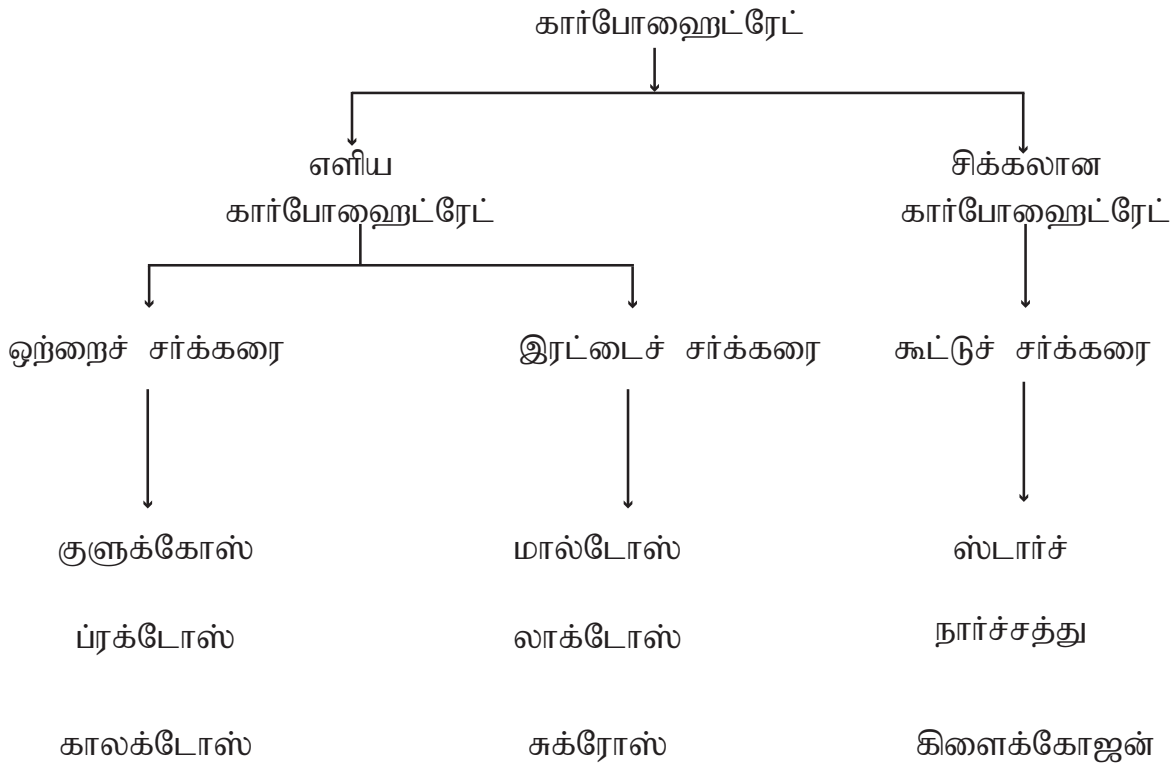 கார்போஹைட்ரேட்
எளிய
கார்போஹைட்ரேட்
சிக்கலான
கார்போஹைட்ரேட்
ஒற்றைச் சர்க்கரை
இரட்டைச் சர்க்கரை
கூட்டுச் சர்க்கரை
குளுக்கோஸ்
மால்டோஸ்
ஸ்டார்ச்
ப்ரக்டோஸ்
லாக்டோஸ்
நார்ச்சத்து
காலக்டோஸ்
சுக்ரோஸ்
கிளைக்கோஜன்